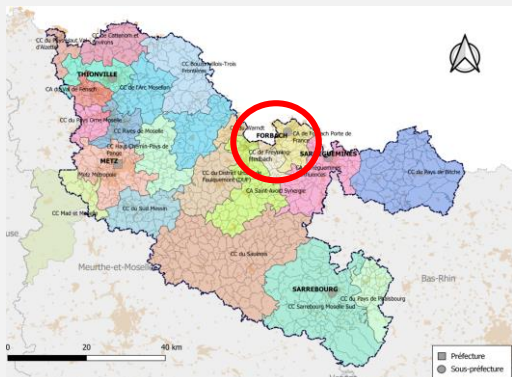 CC de Cattenom et
Environs
THIONVILLE
CC Bouzonvillois-Trois
Frontières
CA du Val de Fensch
CC de l'Arc Mosellan
CC du Pays Orne Moselle
CC Rives de Moselle
CC Haut Chemin-Pays de
Pange
METZ
Metz Métropole
CC Mad et Moselle
CC du Sud Messin
FORBACH
CA de Forbach Porte de
France
CC de Freyming-
Merlebach
SARREGUEMINES
CC du District Urbain de
Faulquemont (DUF)
CA Saint-Avold Synergie
CC du Pays de Bitche
CC du Saulnois
Meurthe-et-Moselle
Bas-Rhin
SARREBOURG
CC du Pays de Phalsbourg
CC Sarrebourg Moselle Sud
0
20
40 km
Préfecture
Sous-préfecture